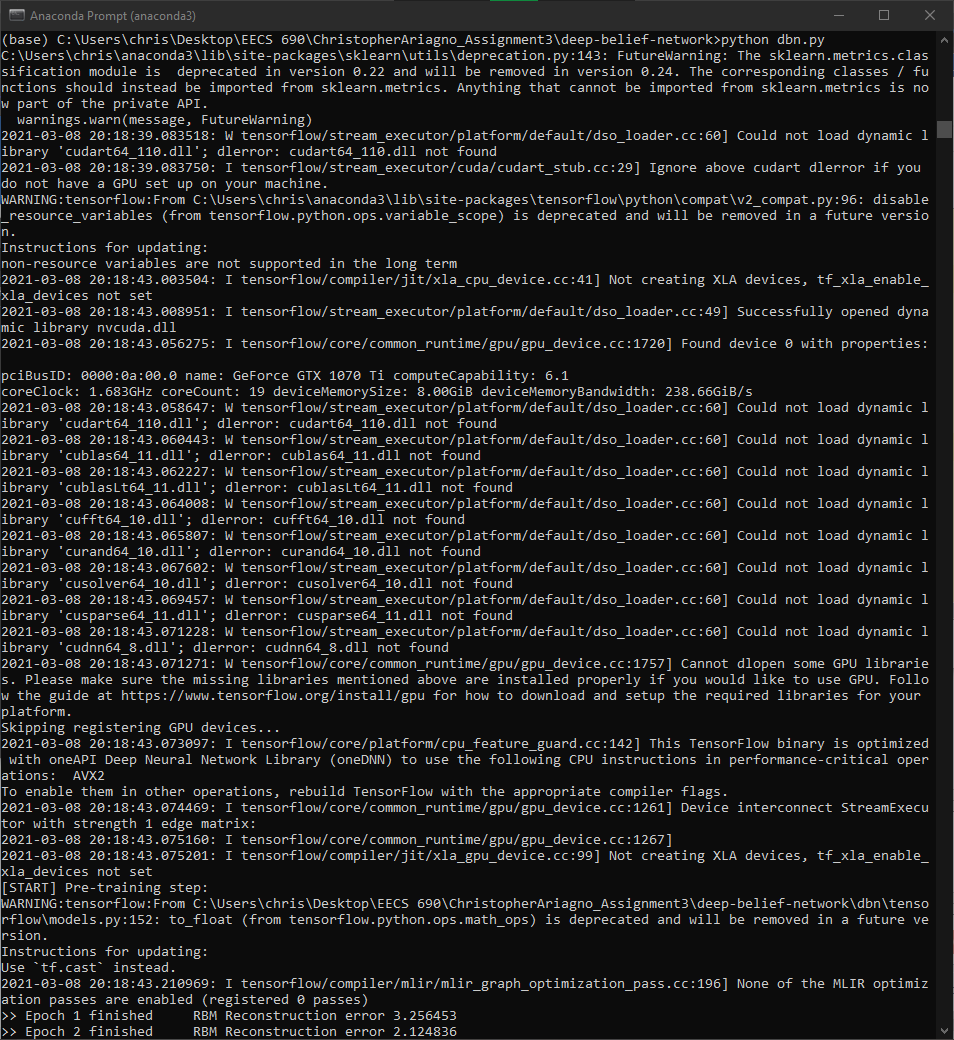 Anaconda Prompt (anaconda3)
(base) C:\Users\chris\Desktop\EECS 690\ChristopherAriagno_Assignment3\deep-belief-network>python dbn.py
C:\Users\chris\anaconda3\lib\site-packages\sklearn\utils\deprecation.py:143: FutureWarning: The sklearn.metrics.clas
sification module is  deprecated in version 0.22 and will be removed in version 0.24. The corresponding classes / fu
nctions should instead be imported from sklearn.metrics. Anything that cannot be imported from sklearn.metrics is no
w part of the private API.
  warnings.warn(message, FutureWarning)
2021-03-08 20:18:39.083518: W tensorflow/stream_executor/platform/default/dso_loader.cc:60] Could not load dynamic l
ibrary 'cudart64_110.dll'; dlerror: cudart64_110.dll not found
2021-03-08 20:18:39.083750: I tensorflow/stream_executor/cuda/cudart_stub.cc:29] Ignore above cudart dlerror if you
do not have a GPU set up on your machine.
WARNING:tensorflow:From C:\Users\chris\anaconda3\lib\site-packages\tensorflow\python\compat\v2_compat.py:96: disable
_resource_variables (from tensorflow.python.ops.variable_scope) is deprecated and will be removed in a future versio
n.
Instructions for updating:
non-resource variables are not supported in the long term
2021-03-08 20:18:43.003504: I tensorflow/compiler/jit/xla_cpu_device.cc:41] Not creating XLA devices, tf_xla_enable_
xla_devices not set
2021-03-08 20:18:43.008951: I tensorflow/stream_executor/platform/default/dso_loader.cc:49] Successfully opened dyna
mic library nvcuda.dll
2021-03-08 20:18:43.056275: I tensorflow/core/common_runtime/gpu/gpu_device.cc:1720] Found device 0 with properties:
pciBusID: 0000:0a:00.0 name: GeForce GTX 1070 Ti computeCapability: 6.1
coreClock: 1.683GHz coreCount: 19 deviceMemorySize: 8.00GiB deviceMemoryBandwidth: 238.66GiB/s
2021-03-08 20:18:43.058647: W tensorflow/stream_executor/platform/default/dso_loader.cc:60] Could not load dynamic l
ibrary 'cudart64_110.dll'; dlerror: cudart64_110.dll not found
2021-03-08 20:18:43.060443: W tensorflow/stream_executor/platform/default/dso_loader.cc:60] Could not load dynamic l
ibrary 'cublas64_11.dll'; dlerror: cublas64_11.dll not found
2021-03-08 20:18:43.062227: W tensorflow/stream_executor/platform/default/dso_loader.cc:60] Could not load dynamic l
ibrary 'cublasLt64_11.dll'; dlerror: cublasLt64_11.dll not found
2021-03-08 20:18:43.064008: W tensorflow/stream_executor/platform/default/dso_loader.cc:60] Could not load dynamic l
ibrary 'cufft64_10.dll'; dlerror: cufft64_10.dll not found
2021-03-08 20:18:43.065807: W tensorflow/stream_executor/platform/default/dso_loader.cc:60] Could not load dynamic l
ibrary 'curand64_10.dll'; dlerror: curand64_10.dll not found
2021-03-08 20:18:43.067602: W tensorflow/stream_executor/platform/default/dso_loader.cc:60] Could not load dynamic l
ibrary 'cusolver64_10.dll'; dlerror: cusolver64_10.dll not found
2021-03-08 20:18:43.069457: W tensorflow/stream_executor/platform/default/dso_loader.cc:60] Could not load dynamic l
ibrary 'cusparse64_11.dll'; dlerror: cusparse64_11.dll not found
2021-03-08 20:18:43.071228: W tensorflow/stream_executor/platform/default/dso_loader.cc:60] Could not load dynamic l
ibrary 'cudnn64_8.dll'; dlerror: cudnn64_8.dll not found
2021-03-08 20:18:43.071271: W tensorflow/core/common_runtime/gpu/gpu_device.cc:1757] Cannot dlopen some GPU librarie
s. Please make sure the missing libraries mentioned above are installed properly if you would like to use GPU. Follo
w the guide at https://www.tensorflow.org/install/gpu for how to download and setup the required libraries for your
platform.
Skipping registering GPU devices...
2021-03-08 20:18:43.073097: I tensorflow/core/platform/cpu_feature_guard.cc:142] This TensorFlow binary is optimized
 with oneAPI Deep Neural Network Library (oneDNN) to use the following CPU instructions in performance-critical oper
ations:  AVX2
To enable them in other operations, rebuild TensorFlow with the appropriate compiler flags.
2021-03-08 20:18:43.074469: I tensorflow/core/common_runtime/gpu/gpu_device.cc:1261] Device interconnect StreamExecu
tor with strength 1 edge matrix:
2021-03-08 20:18:43.075160: I tensorflow/core/common_runtime/gpu/gpu_device.cc:1267]
2021-03-08 20:18:43.075201: I tensorflow/compiler/jit/xla_gpu_device.cc:99] Not creating XLA devices, tf_xla_enable_
xla_devices not set
[START] Pre-training step:
WARNING:tensorflow:From C:\Users\chris\Desktop\EECS 690\ChristopherAriagno_Assignment3\deep-belief-network\dbn\tenso
rflow\models.py:152: to_float (from tensorflow.python.ops.math_ops) is deprecated and will be removed in a future ve
rsion.
Instructions for updating:
Use `tf.cast` instead.
2021-03-08 20:18:43.210969: I tensorflow/compiler/mlir/mlir_graph_optimization_pass.cc:196] None of the MLIR optimiz
ation passes are enabled (registered 0 passes)
>> Epoch 1 finished     RBM Reconstruction error 3.256453
>> Epoch 2 finished     RBM Reconstruction error 2.124836